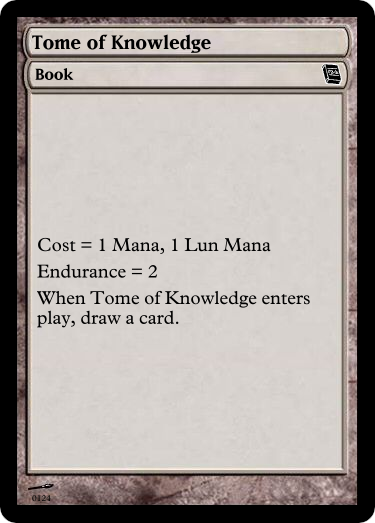 Tome of Knowledge
Book
Cost = 1 Mana, 1 Lun Mana
Endurance = 2
When Tome of Knowledge enters
play, draw a card.
0124